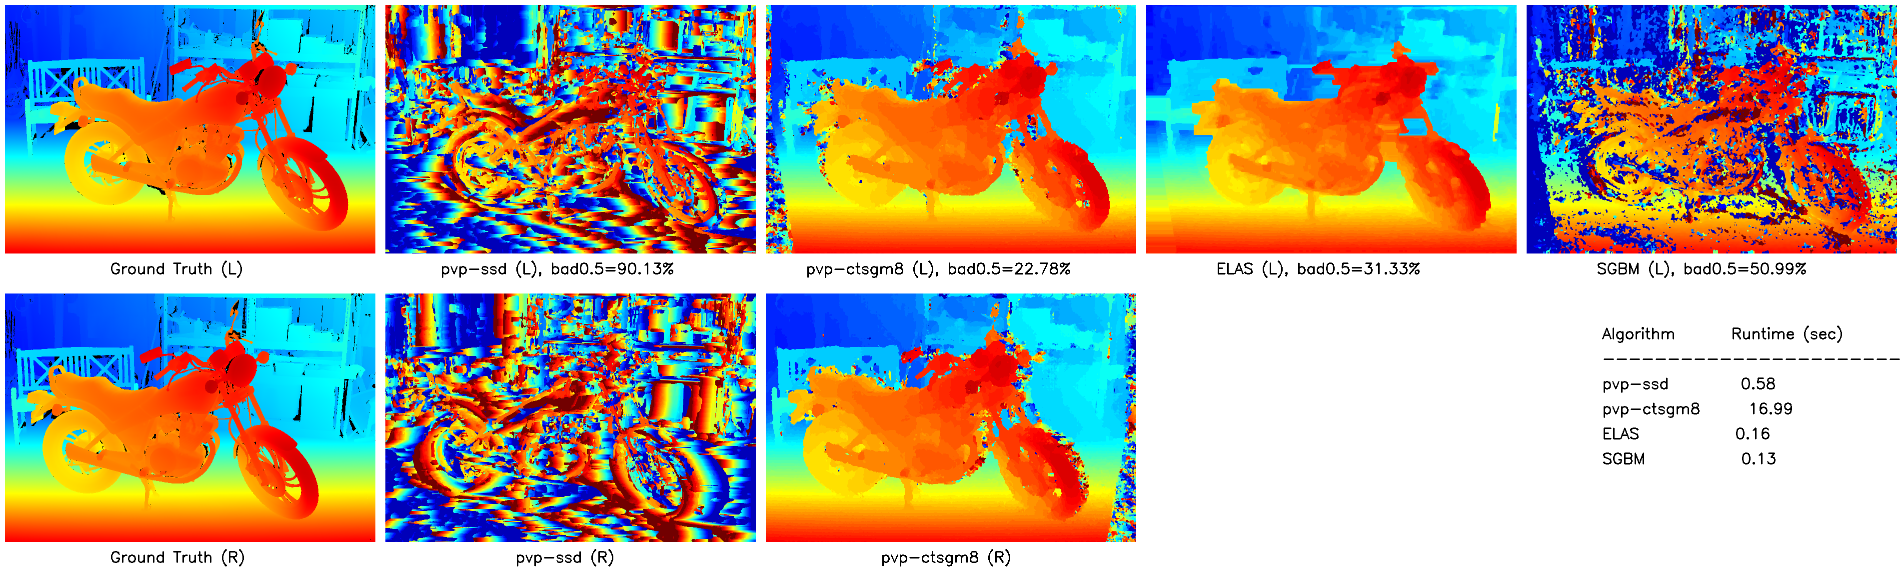 Ground Truth (L)
pvp-ssd (L), bad0.5=90.13%
pvp-ctsgm8 (L), bad0.5=22.78%
ELAS (L), bad0.5=31.33%
SGBM (L), bad0.5=50.99%
Algorithm Runtime (sec)
------------------------
pvp-ssd 0.58
pvp-ctsgm8 16.99
ELAS 0.16
SGBM 0.13
Ground Truth (R)
pvp-ssd (R)
pvp-ctsgm8 (R)